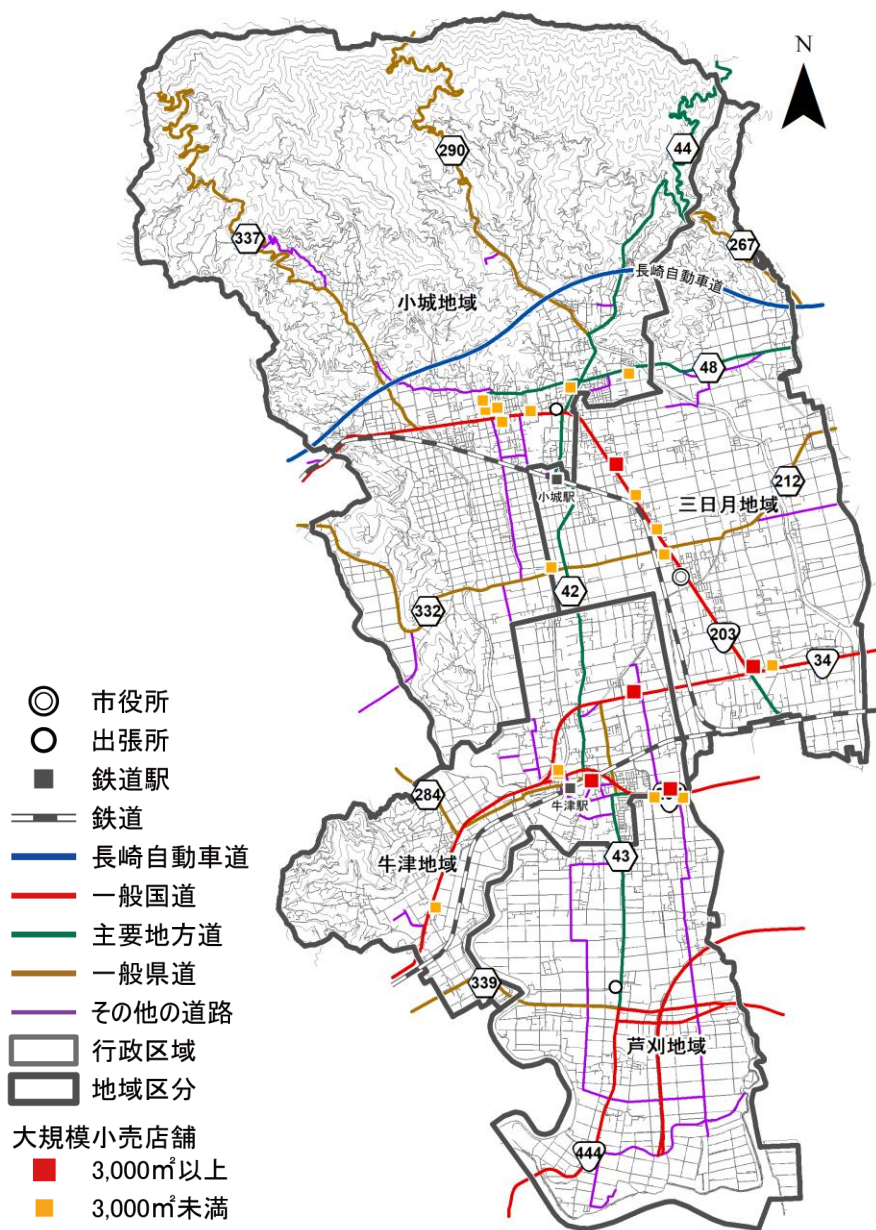 N
290
44
337
267
長崎自動車道
小城地域
48
212
小城駅
三日月地域
42
332
203
34
284
牛津駅
牛津地域
43
339
芦刈地域
444
市役所
出張所
鉄道駅
鉄道
長崎自動車道
一般国道
主要地方道
一般県道
その他の道路
行政区域
地域区分
大規模小売店舗
3,000㎡以上
3,000㎡未満